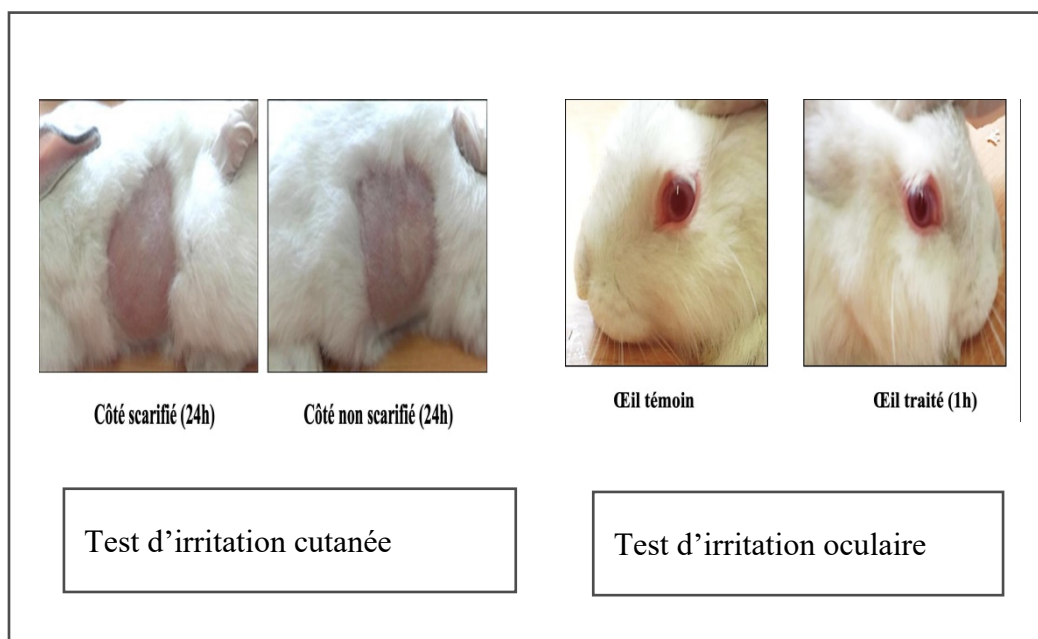 Côté scarifié (24h)
Côté non scarifié (24h)
Œil témoin
Œil traité (1h)
Test d’irritation cutanée
Test d’irritation oculaire